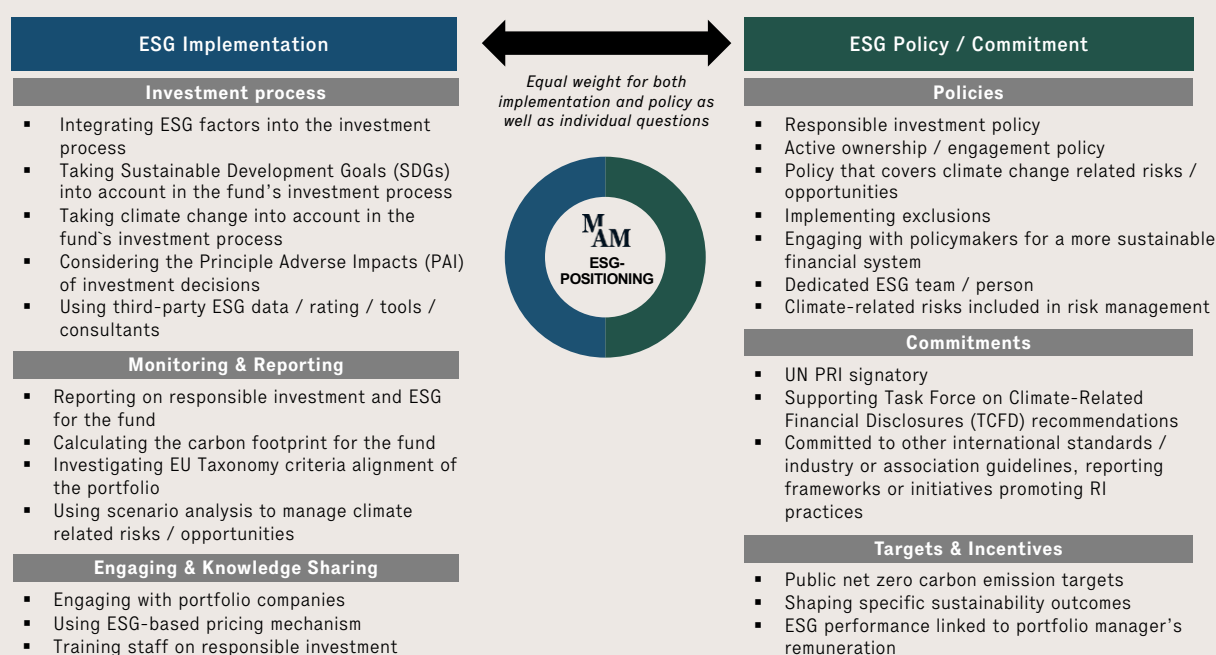 ESG Implementation
Investment process
▪ Integrating ESG factors into the investment
process
▪ Taking Sustainable Development Goals (SDGs)
into account in the fund's investment process
▪ Taking climate change into account in the
fund`s investment process
▪ Considering the Principle Adverse Impacts (PAI)
of investment decisions
▪ Using third-party ESG data / rating / tools /
consultants
Monitoring & Reporting
▪ Reporting on responsible investment and ESG
for the fund
▪ Calculating the carbon footprint for the fund
▪ Investigating EU Taxonomy criteria alignment of
the portfolio
▪ Using scenario analysis to manage climate
related risks / opportunities
Engaging & Knowledge Sharing
▪ Engaging with portfolio companies
▪ Using ESG-based pricing mechanism
▪ Training staff on responsible investment
Equal weight for both
implementation and policy as
well as individual questions
MAM
ESG-
POSITIONING
ESG Policy / Commitment
Policies
▪ Responsible investment policy
▪ Active ownership / engagement policy
▪ Policy that covers climate change related risks /
opportunities
▪ Implementing exclusions
▪ Engaging with policymakers for a more sustainable
financial system
▪ Dedicated ESG team / person
▪ Climate-related risks included in risk management
Commitments
▪ UN PRI signatory
▪ Supporting Task Force on Climate-Related
Financial Disclosures (TCFD) recommendations
▪ Committed to other international standards /
industry or association guidelines, reporting
frameworks or initiatives promoting RI
practices
Targets & Incentives
▪ Public net zero carbon emission targets
▪ Shaping specific sustainability outcomes
▪ ESG performance linked to portfolio manager's
remuneration